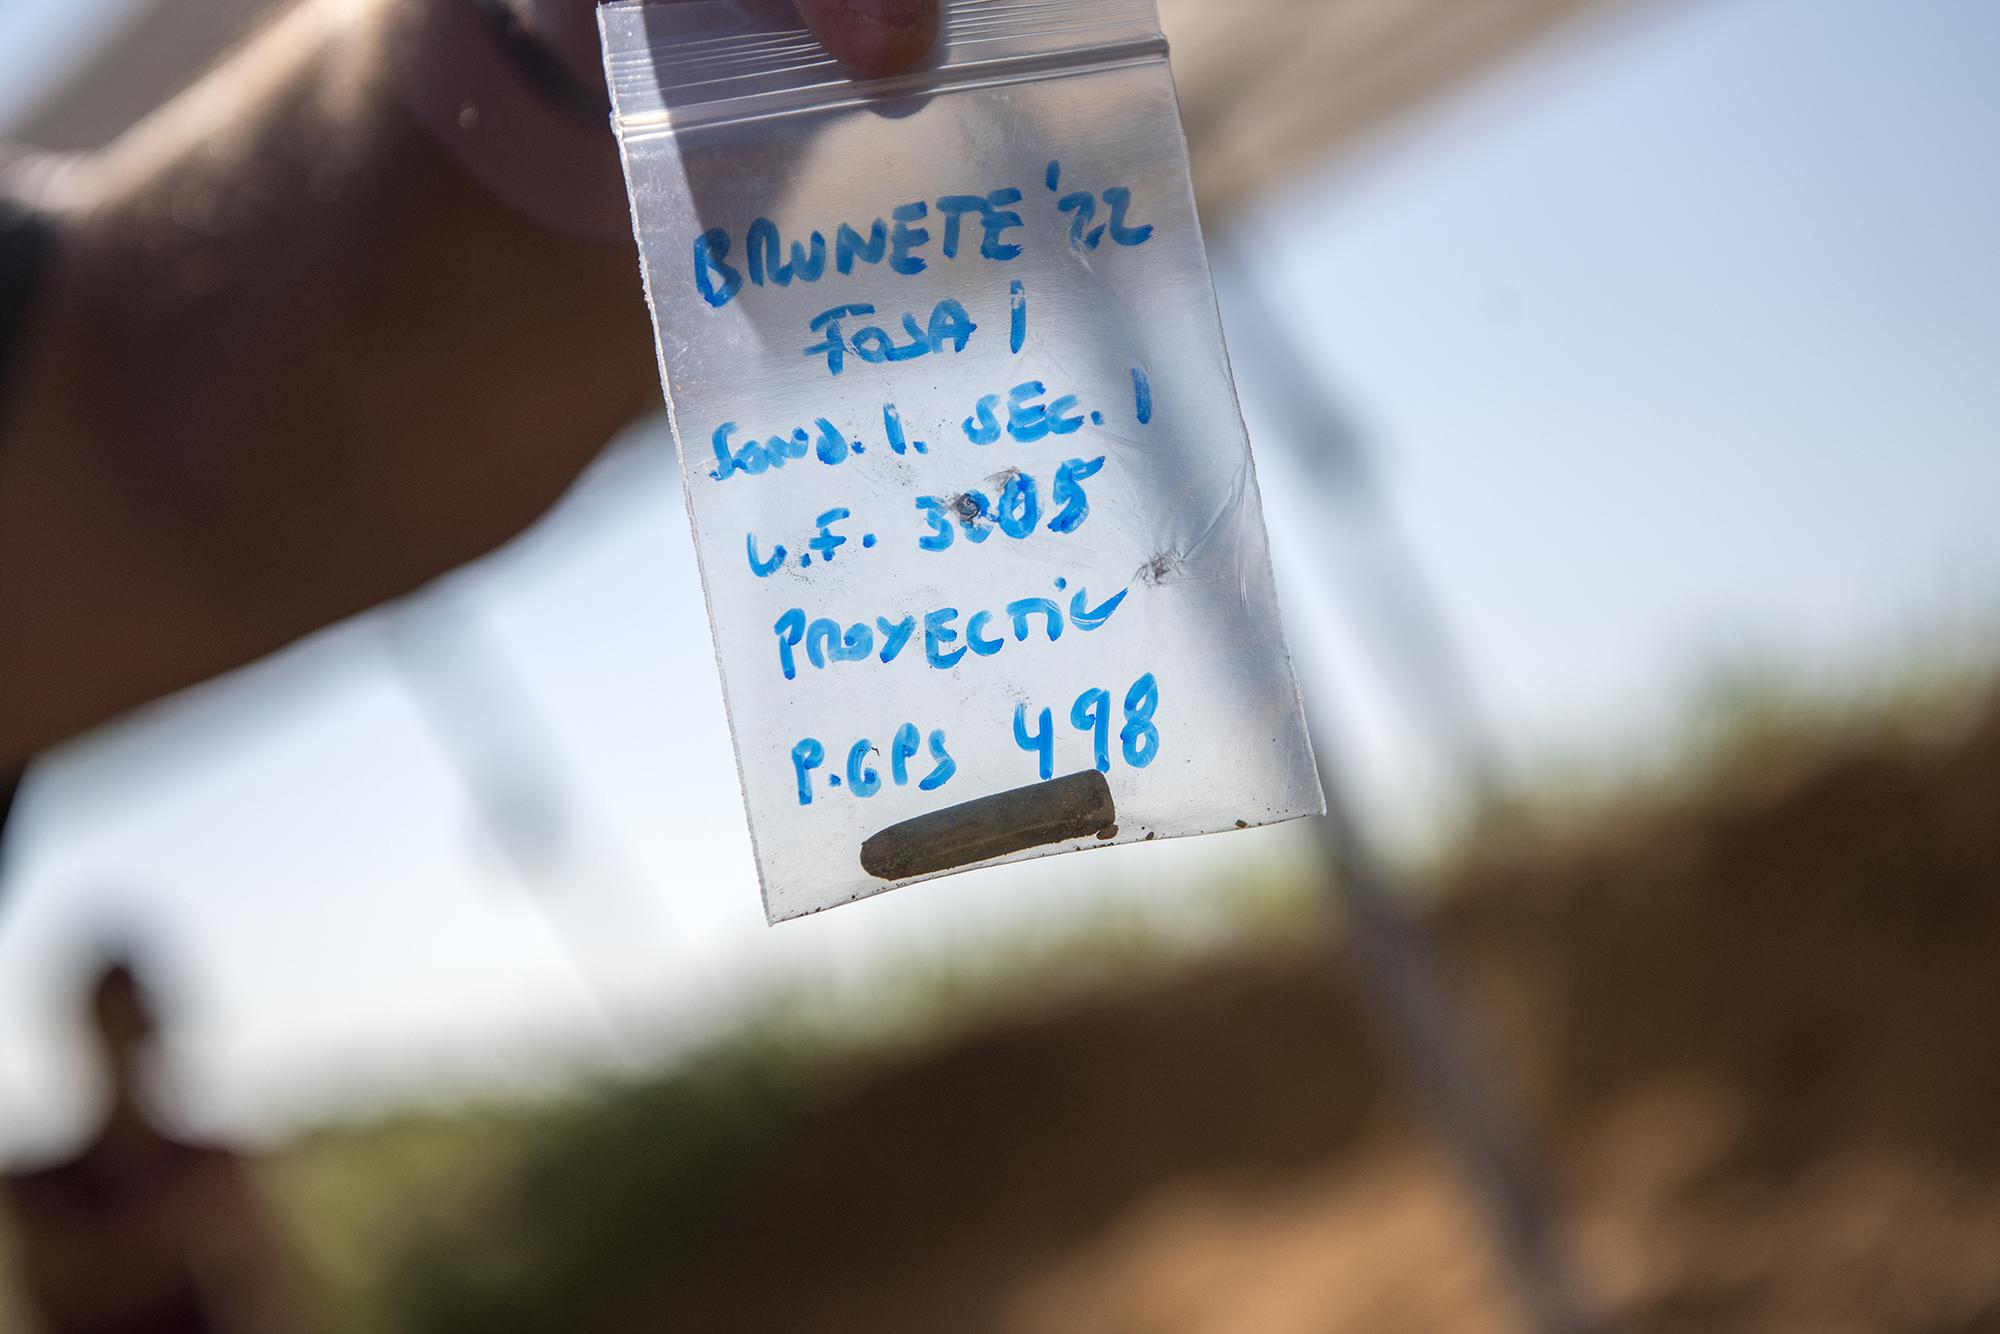 BRUNETE '22
FOSA 1
SOND. 1. SEC. 1
U.F. 3005
PROYECTIL
P.GPS 498